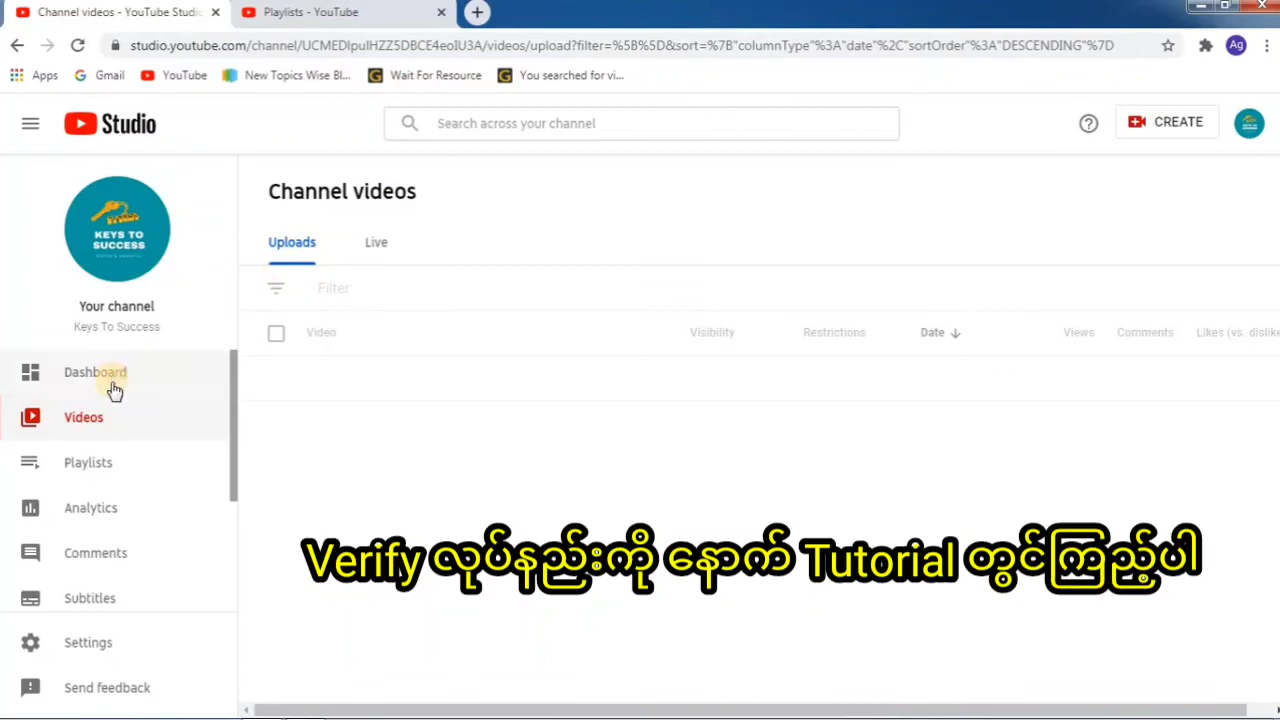 Channel videos - YouTube Studi
Playlists - YouTube
studio.youtube.com/channel/UCMEDIpuIHZZ5DBCE4eoIU3A/videos/upload?filter=%5B%5D&sort=%7B"columnType"%3A"date"%2C"sortOrder"%3A"DESCENDING"%7D
Ag
Apps
Gmail
YouTube
New Topics Wise Bl...
Wait For Resource
You searched for vi...
Studio
Search across your channel
CREATE
KEYS TO
SUCCESS
Your channel
Keys To Success
Dashboard
Videos
Playlists
Analytics
Comments
Subtitles
Settings
Send feedback
Channel videos
Uploads
Live
Filter
Video
Visibility
Restrictions
Date
Views
Comments
Likes (vs. dislike
Verify လုပ်နည်းကို နောက် Tutorial တွင်ကြည့်ပါ